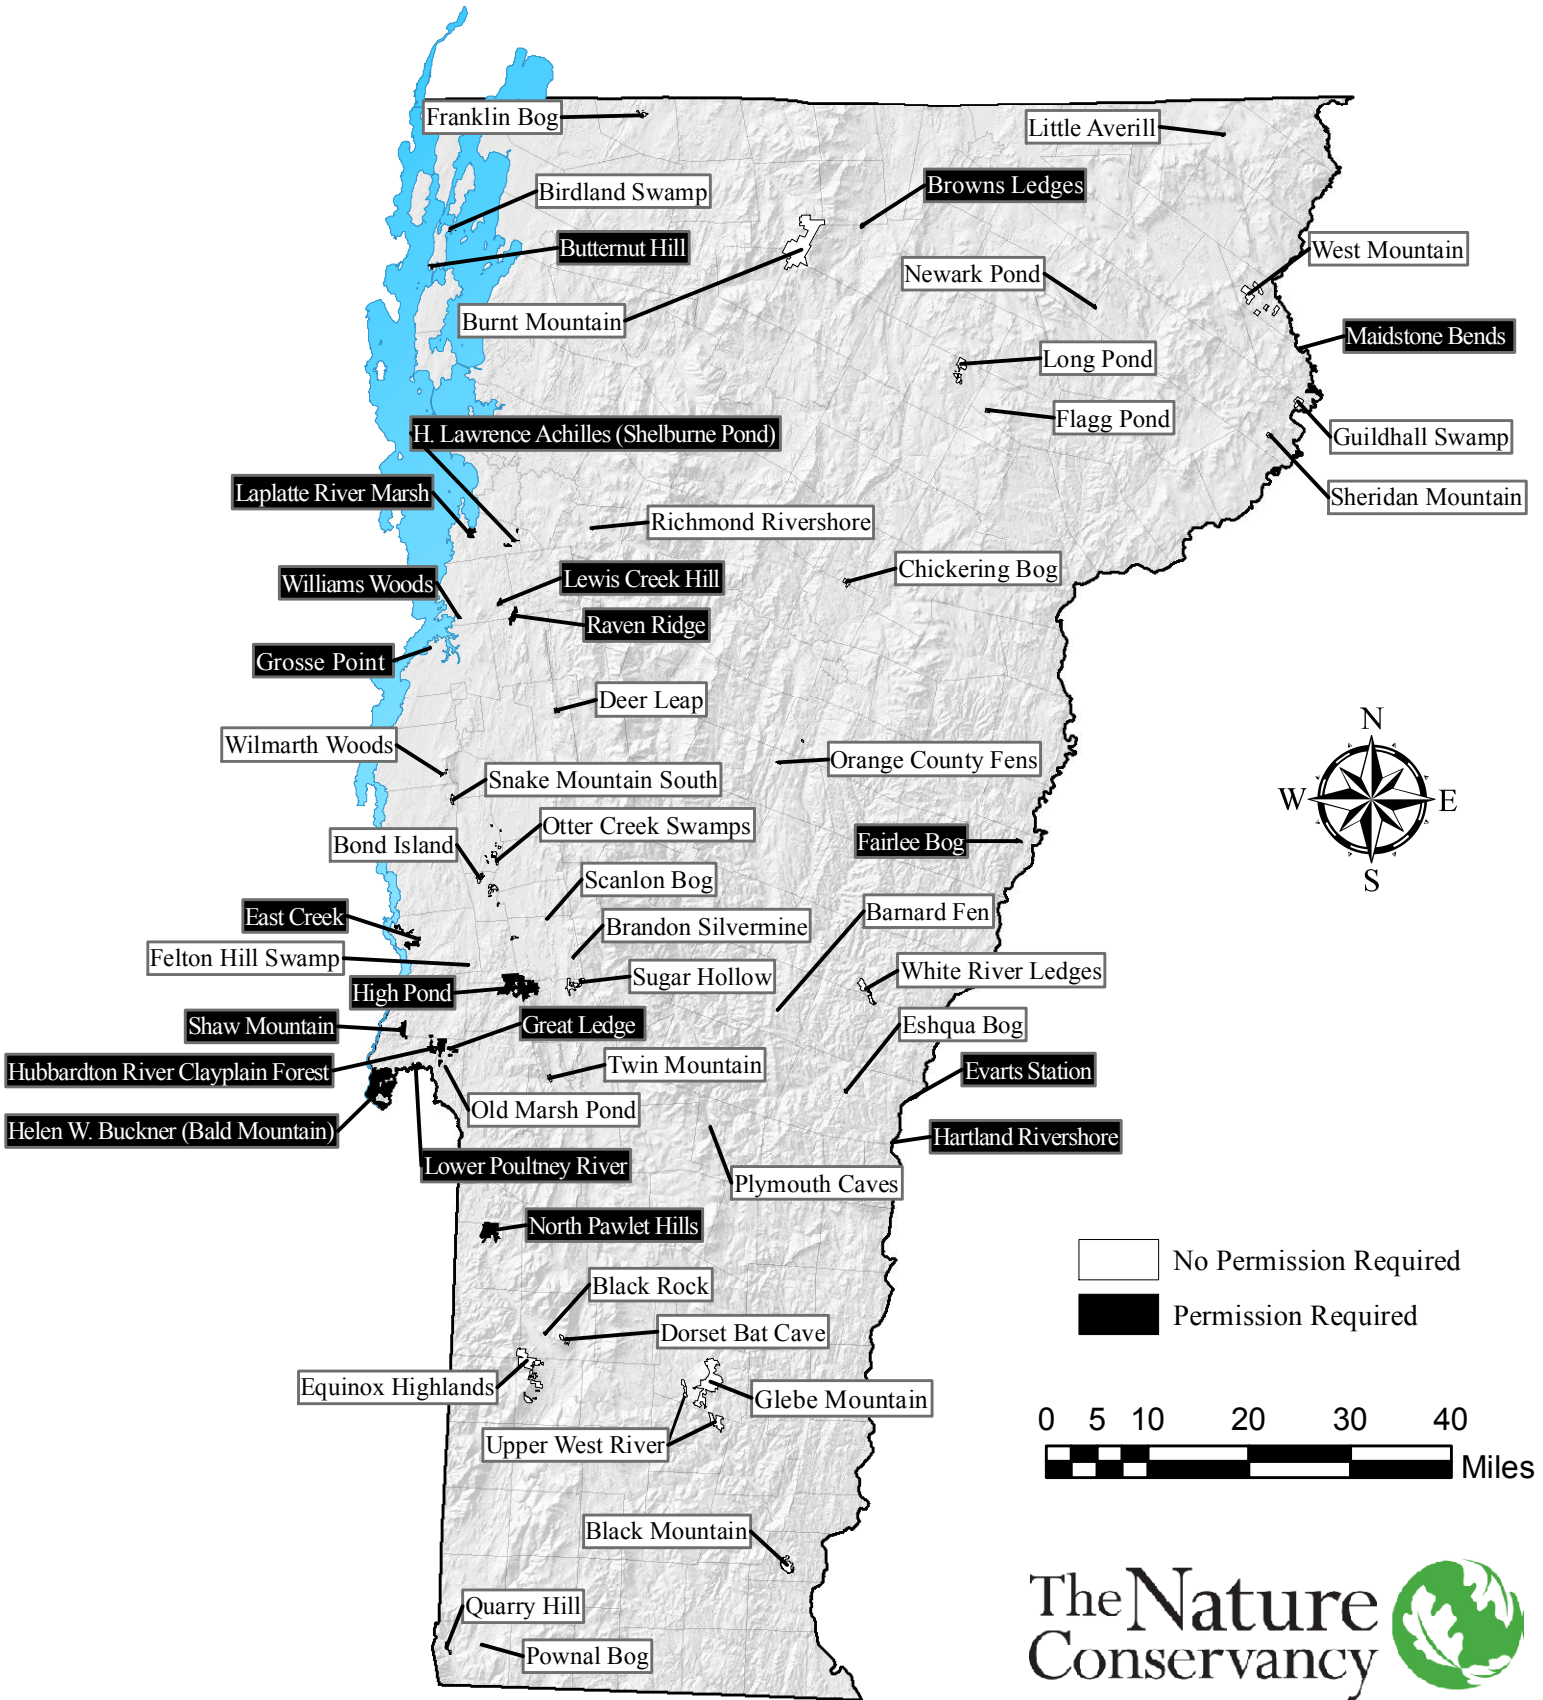 Franklin Bog
Little Averill
Browns Ledges
Birdland Swamp
Butternut Hill
West Mountain
Newark Pond
Burnt Mountain
Maidstone Bends
Long Pond
Flagg Pond
H. Lawrence Achilles (Shelburne Pond)
Guildhall Swamp
Laplatte River Marsh
Sheridan Mountain
Richmond Rivershore
Chickering Bog
Williams Woods
Lewis Creek Hill
Raven Ridge
Grosse Point
Deer Leap
Wilmarth Woods
Orange County Fens
Snake Mountain South
N
W
E
S
Otter Creek Swamps
Bond Island
Fairlee Bog
Scanlon Bog
East Creek
Barnard Fen
Brandon Silvermine
Felton Hill Swamp
White River Ledges
Sugar Hollow
High Pond
Shaw Mountain
Great Ledge
Eshqua Bog
Hubbardton River Clayplain Forest
Twin Mountain
Evarts Station
Old Marsh Pond
Helen W. Buckner (Bald Mountain)
Hartland Rivershore
Lower Poultney River
Plymouth Caves
North Pawlet Hills
No Permission Required
Permission Required
Black Rock
Dorset Bat Cave
Equinox Highlands
Glebe Mountain
Upper West River
0 5 10 20 30 40
Miles
Black Mountain
Quarry Hill
Pownal Bog
The Nature
Conservancy